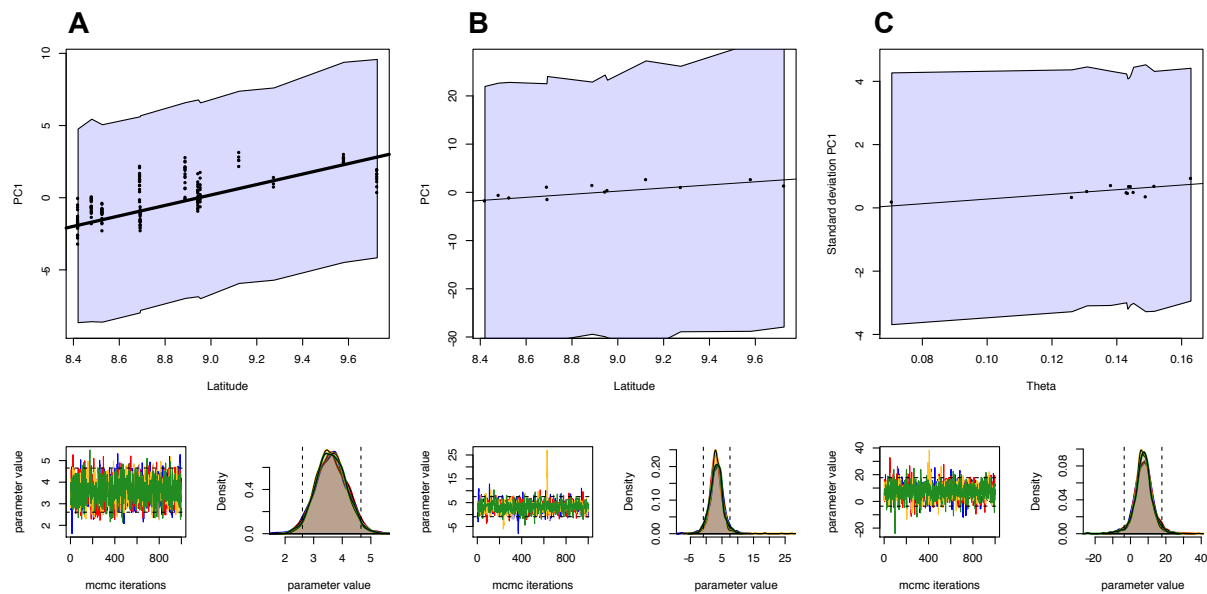 A
B
C
PC1
10
5
0
-5
8.4 8.6 8.8 9.0 9.2 9.4 9.6
Latitude
PC1
20
10
0
-10
-20
-30
8.4 8.6 8.8 9.0 9.2 9.4 9.6
Latitude
Standard deviation PC1
4
2
0
-2
-4
0.08 0.10 0.12 0.14 0.16
Theta
parameter value
5
4
3
2
0 400 800
mcmc iterations
Density
0.4
0.0
2 3 4 5
parameter value
parameter value
25
15
5
-5
0 400 800
mcmc iterations
Density
0.20
0.10
0.00
-5 5 15 25
parameter value
parameter value
40
20
0
-20
0 400 800
mcmc iterations
Density
0.08
0.04
0.00
-20 0 20 40
parameter value